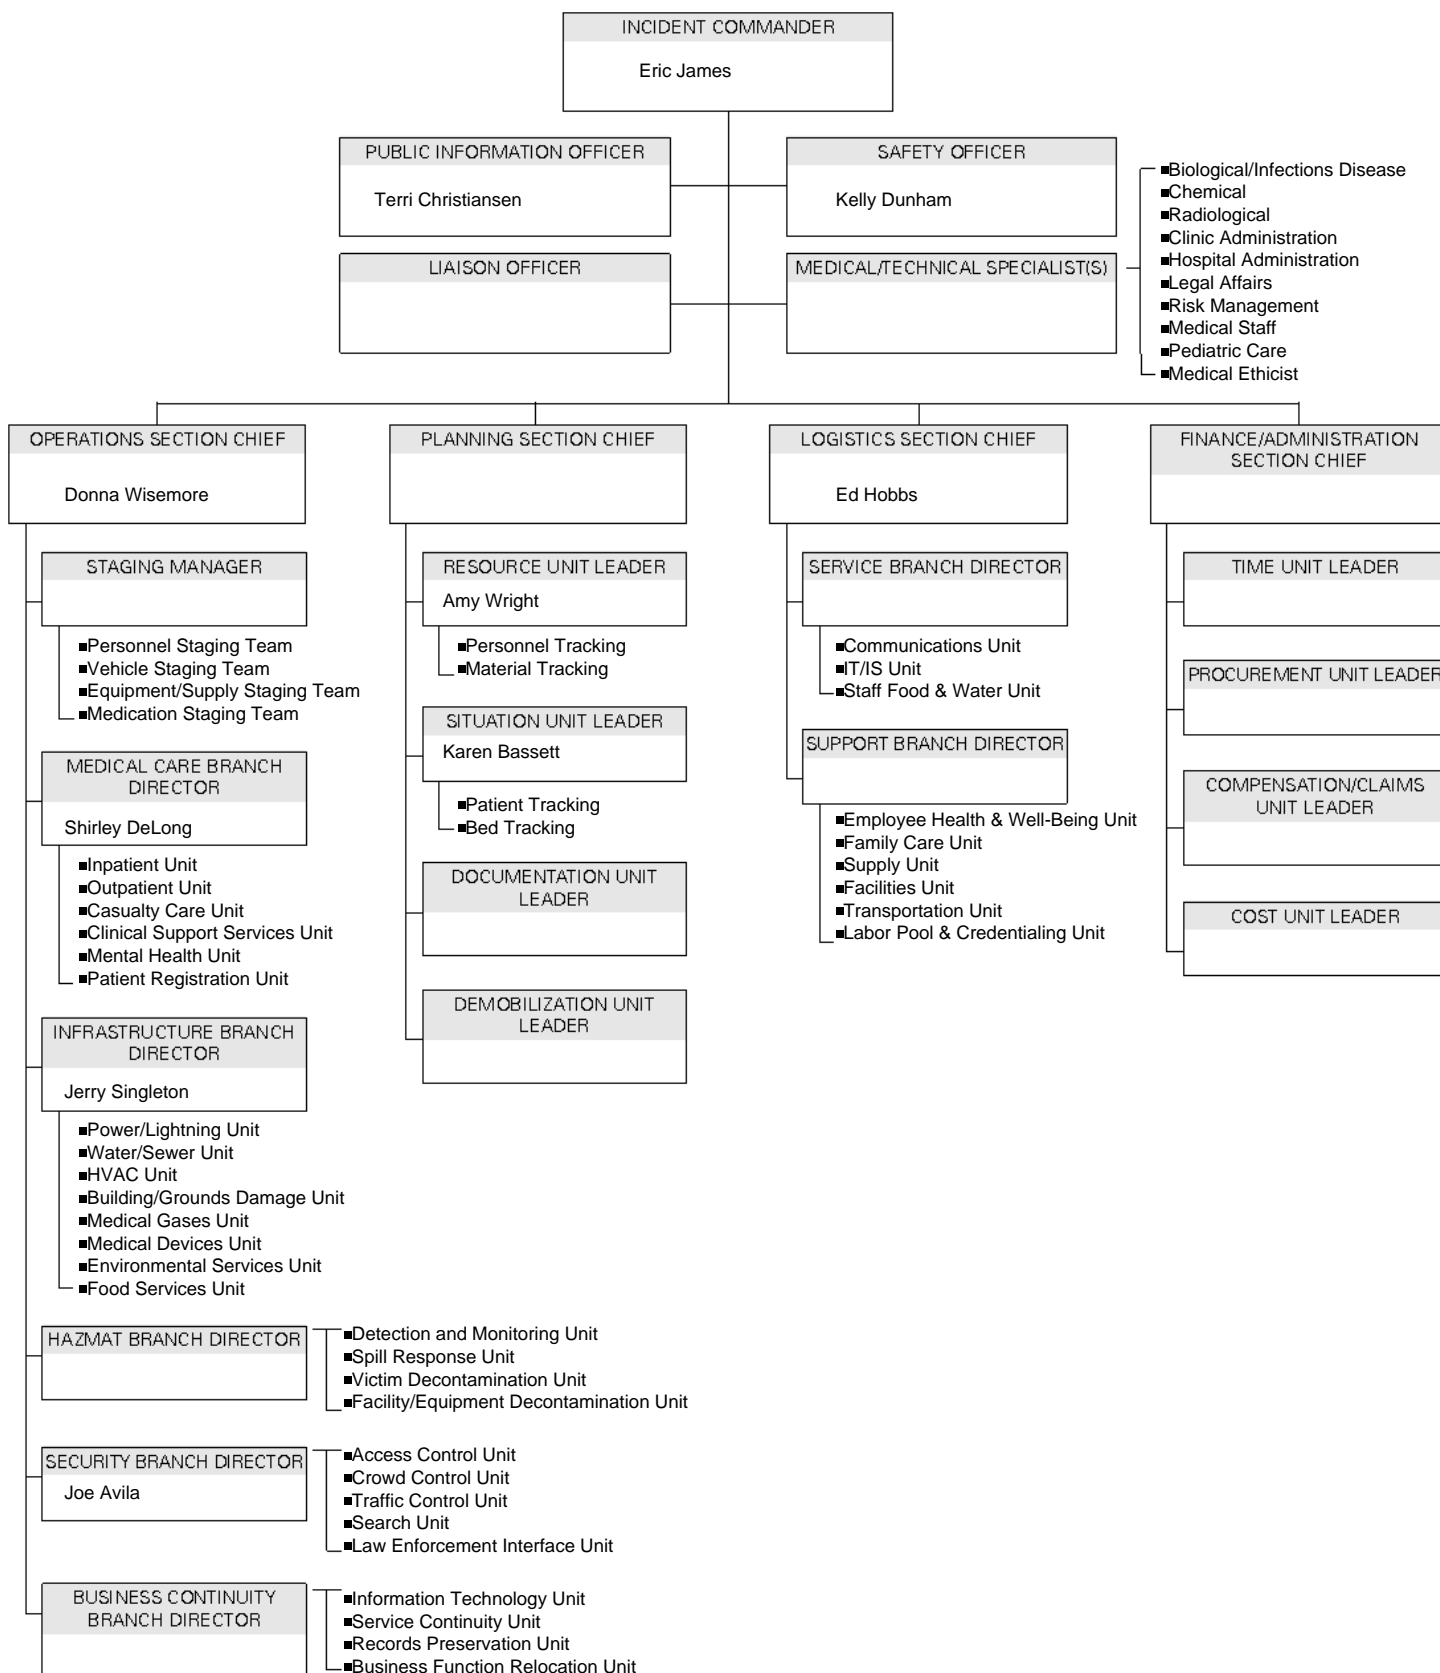 INCIDENT COMMANDER
Eric James
PUBLIC INFORMATION OFFICER
Terri Christiansen
SAFETY OFFICER
Kelly Dunham
LIAISON OFFICER
MEDICAL/TECHNICAL SPECIALIST(S)
■Biological/Infections Disease
■Chemical
■Radiological
■Clinic Administration
■Hospital Administration
■Legal Affairs
■Risk Management
■Medical Staff
■Pediatric Care
■Medical Ethicist
OPERATIONS SECTION CHIEF
Donna Wisemore
STAGING MANAGER
■Personnel Staging Team
■Vehicle Staging Team
■Equipment/Supply Staging Team
■Medication Staging Team
MEDICAL CARE BRANCH
DIRECTOR
Shirley DeLong
■Inpatient Unit
■Outpatient Unit
■Casualty Care Unit
■Clinical Support Services Unit
■Mental Health Unit
■Patient Registration Unit
INFRASTRUCTURE BRANCH
DIRECTOR
Jerry Singleton
■Power/Lightning Unit
■Water/Sewer Unit
■HVAC Unit
■Building/Grounds Damage Unit
■Medical Gases Unit
■Medical Devices Unit
■Environmental Services Unit
■Food Services Unit
HAZMAT BRANCH DIRECTOR
■Detection and Monitoring Unit
■Spill Response Unit
■Victim Decontamination Unit
■Facility/Equipment Decontamination Unit
SECURITY BRANCH DIRECTOR
Joe Avila
■Access Control Unit
■Crowd Control Unit
■Traffic Control Unit
■Search Unit
■Law Enforcement Interface Unit
BUSINESS CONTINUITY
BRANCH DIRECTOR
■Information Technology Unit
■Service Continuity Unit
■Records Preservation Unit
■Business Function Relocation Unit
PLANNING SECTION CHIEF
RESOURCE UNIT LEADER
Amy Wright
■Personnel Tracking
■Material Tracking
SITUATION UNIT LEADER
Karen Bassett
■Patient Tracking
■Bed Tracking
DOCUMENTATION UNIT
LEADER
DEMOBILIZATION UNIT
LEADER
LOGISTICS SECTION CHIEF
Ed Hobbs
SERVICE BRANCH DIRECTOR
■Communications Unit
■IT/IS Unit
■Staff Food & Water Unit
SUPPORT BRANCH DIRECTOR
■Employee Health & Well-Being Unit
■Family Care Unit
■Supply Unit
■Facilities Unit
■Transportation Unit
■Labor Pool & Credentialing Unit
FINANCE/ADMINISTRATION
SECTION CHIEF
TIME UNIT LEADER
PROCUREMENT UNIT LEADER
COMPENSATION/CLAIMS
UNIT LEADER
COST UNIT LEADER